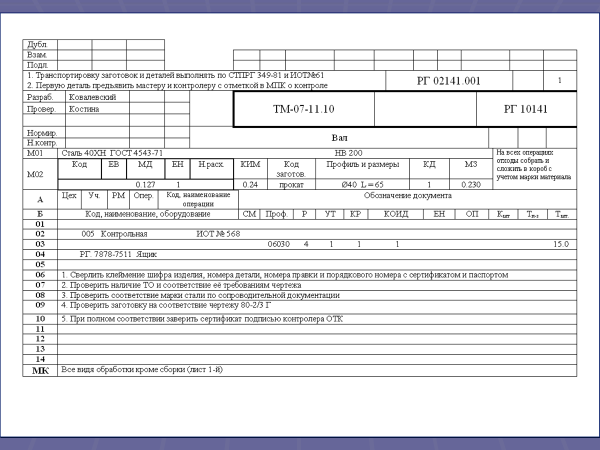 Дубл.
Взам.
Подл.
1. Транспортировку заготовок и деталей выполнять по СТПРГ 349-81 и ИОТ№61
2. Первую деталь предъявить мастеру и контролеру с отметкой в МПК о контроле
РГ 02141.001
1
Разраб. Ковалевский
Провер. Костина
ТМ-07-11.10
РГ 10141
Нормир.
Н.контр.
Вал
М01 Сталь 40ХН ГОСТ 4543-71 НВ 200
На всех операциях
отходы собрать и
сложить в короб с
учетом марки материала
М02
Код ЕВ МД ЕН Н.расх. КИМ Код заготов. Профиль и размеры КД МЗ
0.127 1 0.24 прокат Ø40 L=65 1 0.230
А Цех Уч. РМ Опер. Код, наименование операции Обозначение документа
Б Код, наименование, оборудование СМ Проф. Р УТ КР КОИД ЕН ОП Кшт Тп-з Тшт.
01
02 005 Контрольная ИОТ № 568
03 06030 4 1 1 1 15.0
04 РГ. 7878-7511 Ящик
05
06 1. Сверлить клеймение шифра изделия, номера детали, номера правки и порядкового номера с сертификатом и паспортом
07 2. Проверить наличие ТО и соответствие её требованиям чертежа
08 3. Проверить соответствие марки стали по сопроводительной документации
09 4. Проверить заготовку на соответствие чертежу 80-2/3 Г
10 5. При полном соответствии заверить сертификат подписью контролера ОТК
11
12
13
14
МК Все виды обработки кроме сборки (лист 1-й)